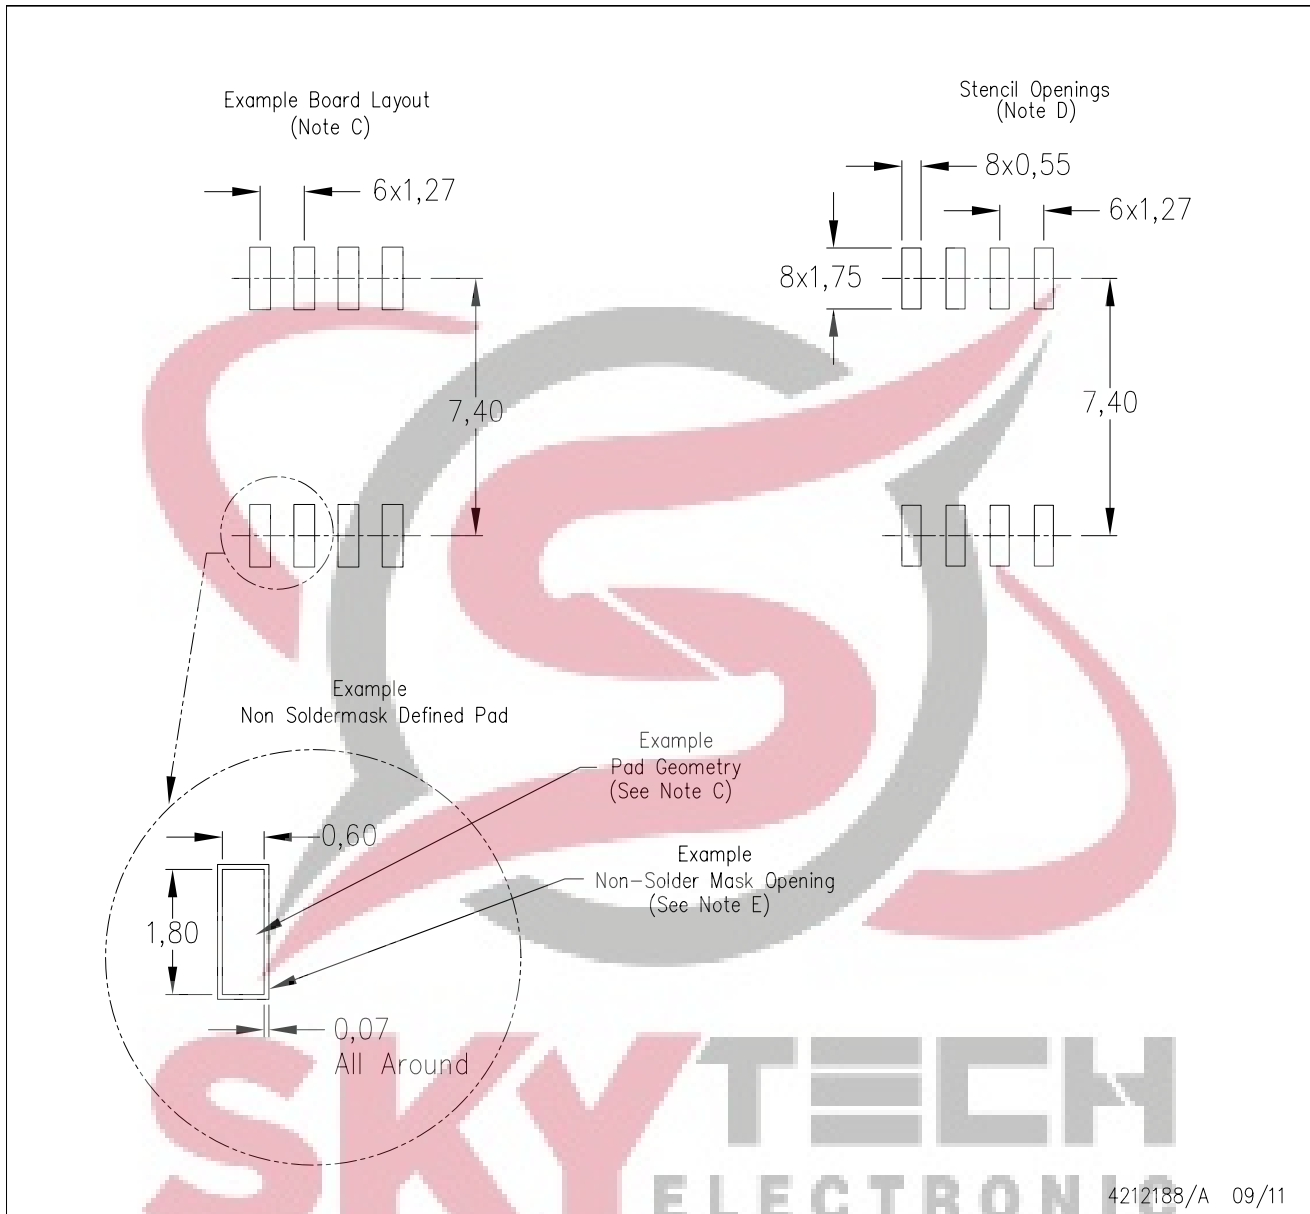 Example Board Layout
(Note C)
Stencil Openings
(Note D)
8x0,55
6x1,27
6x1,27
8x1,75
7,40
7,40
Example
Non Soldermask Defined Pad
Example
Pad Geometry
(See Note C)
0,60
Example
Non-Solder Mask Opening
(See Note E)
1,80
0,07
All Around
SKYTECH
ELECTRONIC
4212188/A 09/11